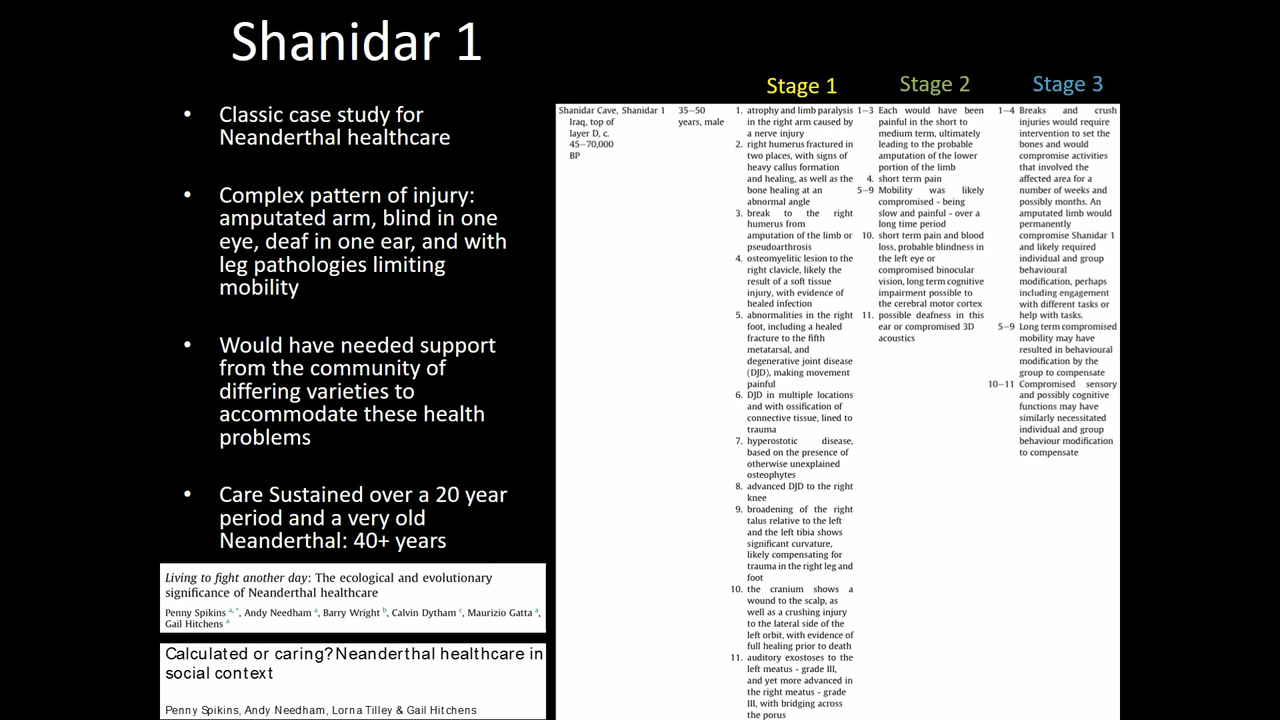 Shanidar 1
• Classic case study for
Neanderthal healthcare
• Complex pattern of injury:
amputated arm, blind in one
eye, deaf in one ear, and with
leg pathologies limiting
mobility
• Would have needed support
from the community of
differing varieties to
accommodate these health
problems
• Care Sustained over a 20 year
period and a very old
Neanderthal: 40+ years
Living to fight another day: The ecological and evolutionary
significance of Neanderthal healthcare
Penny Spikins a, *, Andy Needham a, Barry Wright b, Calvin Dytham c, Maurizio Gatta a,
Gail Hitchens a
Calculated or caring? Neanderthal healthcare in
social context
Penny Spikins, Andy Needham, Lorna Tilley & Gail Hitchens
Stage 1
Stage 2
Stage 3
Shanidar Cave,
Iraq, top of
layer D, c.
45–70,000
BP
Shanidar 1
35–50
years, male
1. atrophy and limb paralysis
in the right arm caused by
a nerve injury
2. right humerus fractured in
two places, with signs of
heavy callus formation
and healing, as well as the
bone healing at an
abnormal angle
3. break to the right
humerus from
amputation of the limb or
pseudoarthrosis
4. osteomyelitic lesion to the
right clavicle, likely the
result of a soft tissue
injury, with evidence of
healed infection
5. abnormalities in the right
foot, including a healed
fracture to the fifth
metatarsal, and
degenerative joint disease
(DJD), making movement
painful
6. DJD in multiple locations
and with ossification of
connective tissue, lined to
trauma
7. hyperostotic disease,
based on the presence of
otherwise unexplained
osteophytes
8. advanced DJD to the right
knee
9. broadening of the right
talus relative to the left
and the left tibia shows
significant curvature,
likely compensating for
trauma in the right leg and
foot
10. the cranium shows a
wound to the scalp, as
well as a crushing injury
to the lateral side of the
left orbit, with evidence of
full healing prior to death
11. auditory exostoses to the
left meatus - grade III,
and yet more advanced in
the right meatus - grade
III, with bridging across
the porus
1–3 Each would have been
painful in the short to
medium term, ultimately
leading to the probable
amputation of the lower
portion of the limb
4. short term pain
5–9 Mobility was likely
compromised - being
slow and painful - over a
long time period
10. short term pain and blood
loss, probable blindness in
the left eye or
compromised binocular
vision, long term cognitive
impairment possible to
the cerebral motor cortex
11. possible deafness in this
ear or compromised 3D
acoustics
1–4 Breaks and crush
injuries would require
intervention to set the
bones and would
compromise activities
that involved the
affected area for a
number of weeks and
possibly months. An
amputated limb would
permanently
compromise Shanidar 1
and likely required
individual and group
behavioural
modification, perhaps
including engagement
with different tasks or
help with tasks.
5–9 Long term compromised
mobility may have
resulted in behavioural
modification by the
group to compensate
10–11 Compromised sensory
and possibly cognitive
functions may have
similarly necessitated
individual and group
behaviour modification
to compensate